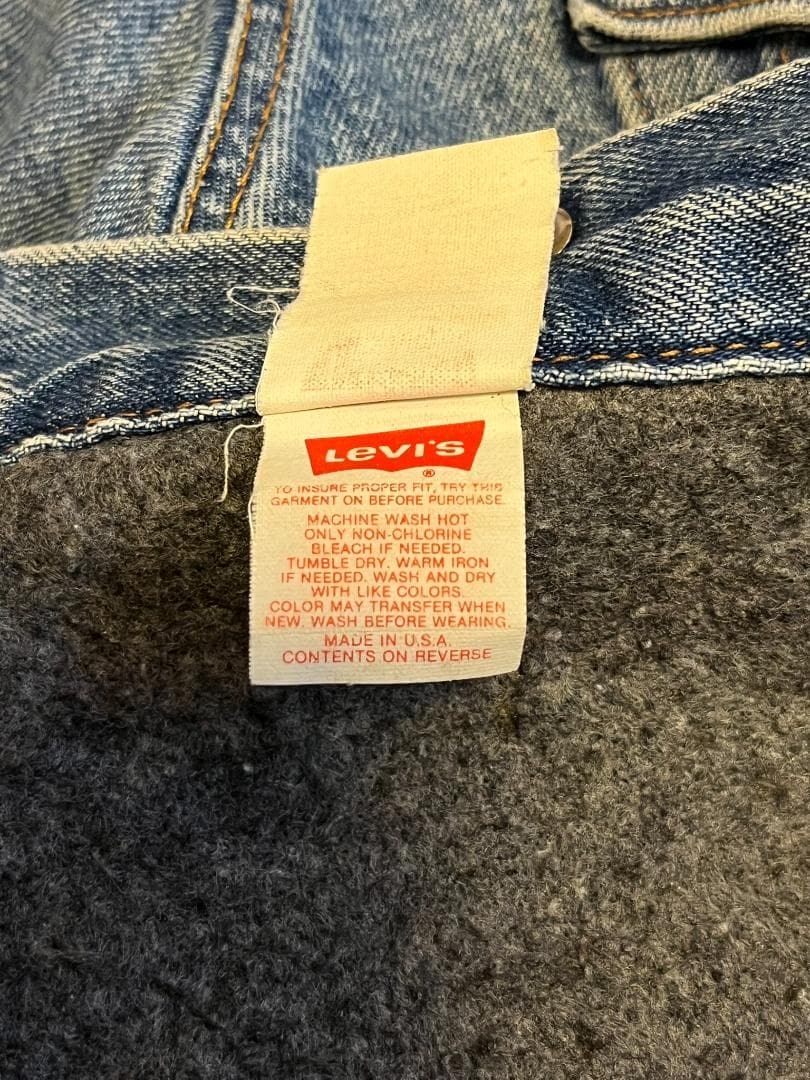 LEVI'S
®
TO INSURE PROPER FIT, TRY THIS
GARMENT ON BEFORE PURCHASE
MACHINE WASH HOT
ONLY NON-CHLORINE
BLEACH IF NEEDED.
TUMBLE DRY. WARM IRON
IF NEEDED. WASH AND DRY
WITH LIKE COLORS.
COLOR MAY TRANSFER WHEN
NEW. WASH BEFORE WEARING.
MADE IN U.S.A.
CONTENTS ON REVERSE